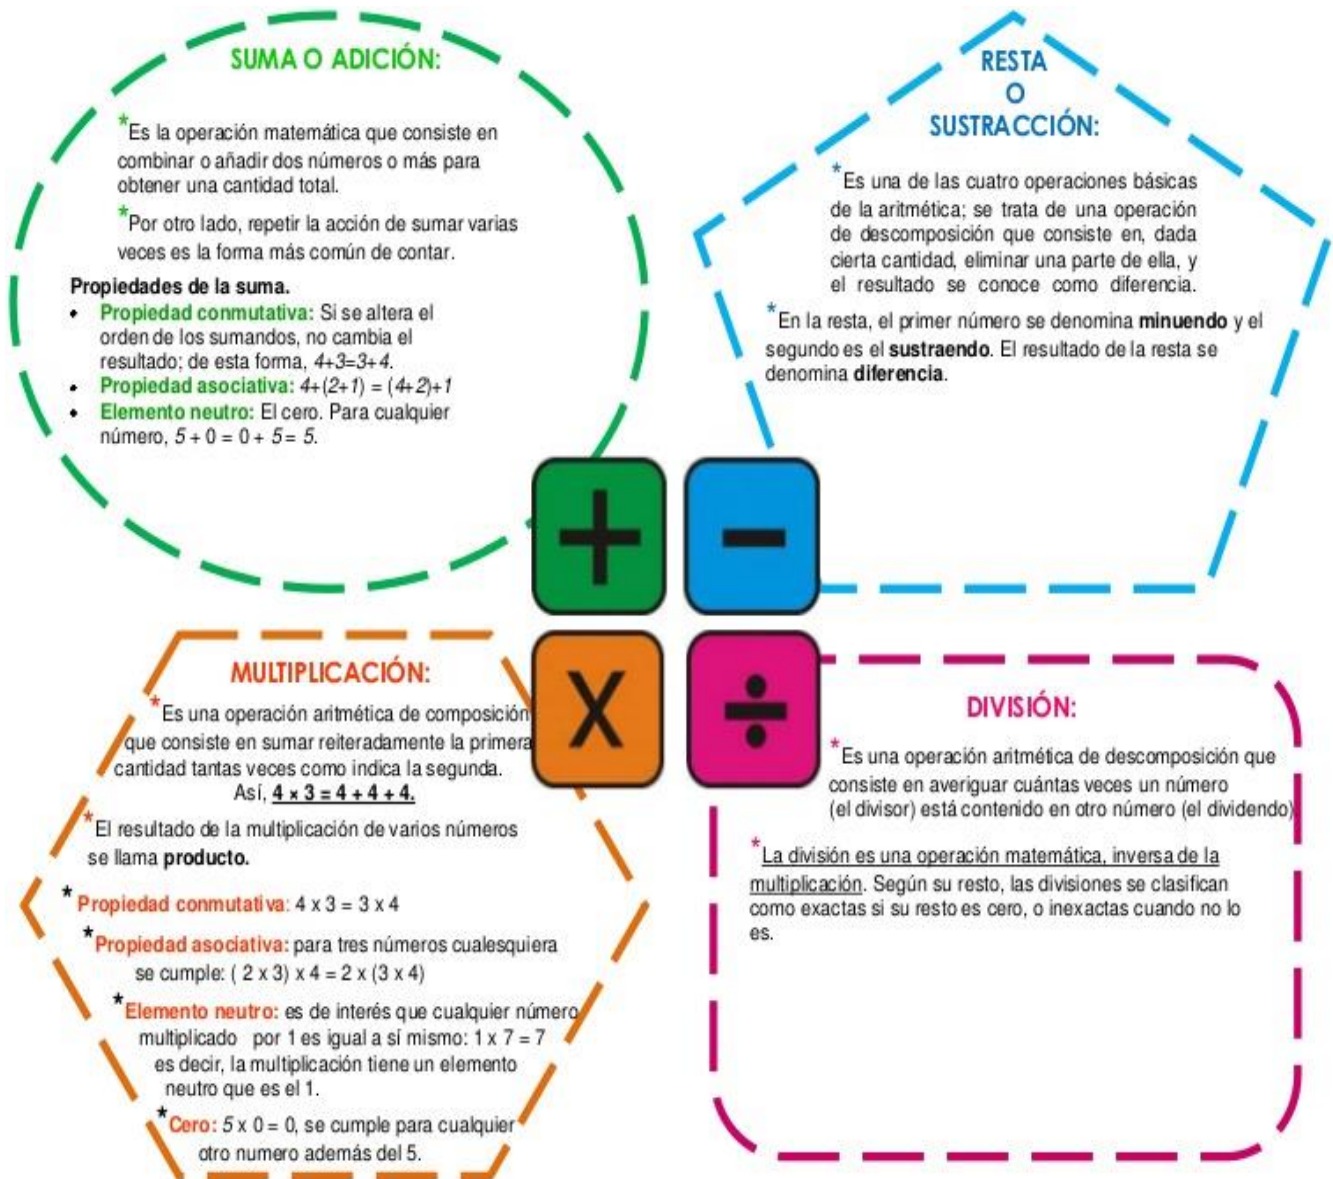 SUMA O ADICIÓN:
*Es la operación matemática que consiste en
combinar o añadir dos números o más para
obtener una cantidad total.
*Por otro lado, repetir la acción de sumar varias
veces es la forma más común de contar.
Propiedades de la suma.
• Propiedad conmutativa: Si se altera el
orden de los sumandos, no cambia el
resultado; de esta forma, 4+3=3+4.
• Propiedad asociativa: 4+(2+1) = (4+2)+1
• Elemento neutro: El cero. Para cualquier
número, 5 + 0 = 0 + 5 = 5.
RESTA
O
SUSTRACCIÓN:
*Es una de las cuatro operaciones básicas
de la aritmética; se trata de una operación
de descomposición que consiste en, dada
cierta cantidad, eliminar una parte de ella, y
el resultado se conoce como diferencia.
*En la resta, el primer número se denomina minuendo y el
segundo es el sustraendo. El resultado de la resta se
denomina diferencia.
+ −
X ÷
MULTIPLICACIÓN:
*Es una operación aritmética de composición
que consiste en sumar reiteradamente la primera
cantidad tantas veces como indica la segunda.
Así, 4 × 3 = 4 + 4 + 4.
*El resultado de la multiplicación de varios números
se llama producto.
*Propiedad conmutativa: 4 x 3 = 3 x 4
*Propiedad asociativa: para tres números cualesquiera
se cumple: ( 2 x 3) x 4 = 2 x (3 x 4)
*Elemento neutro: es de interés que cualquier número
multiplicado por 1 es igual a sí mismo: 1 x 7 = 7
es decir, la multiplicación tiene un elemento
neutro que es el 1.
*Cero: 5 x 0 = 0, se cumple para cualquier
otro numero además del 5.
DIVISIÓN:
*Es una operación aritmética de descomposición que
consiste en averiguar cuántas veces un número
(el divisor) está contenido en otro número (el dividendo)
*La división es una operación matemática, inversa de la
multiplicación. Según su resto, las divisiones se clasifican
como exactas si su resto es cero, o inexactas cuando no lo
es.